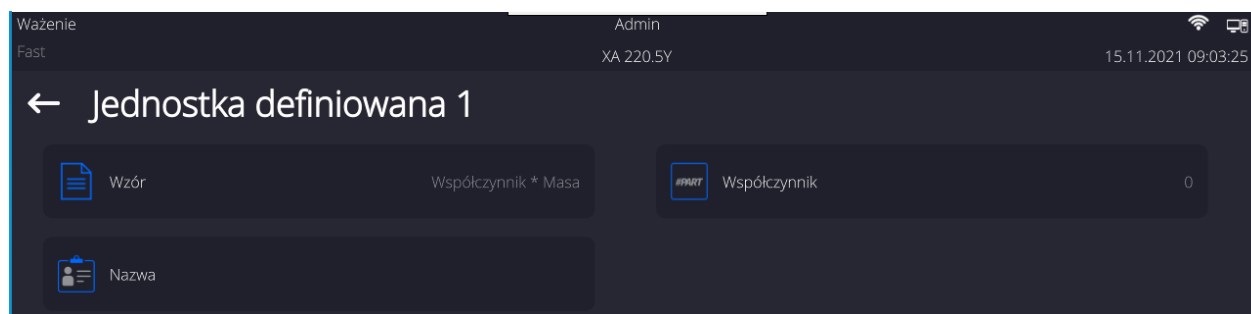 Ważenie Admin
Fast XA 220.5Y 15.11.2021 09:03:25
← Jednostka definiowana 1
Wzór Współczynnik * Masa
#PART Współczynnik 0
Nazwa